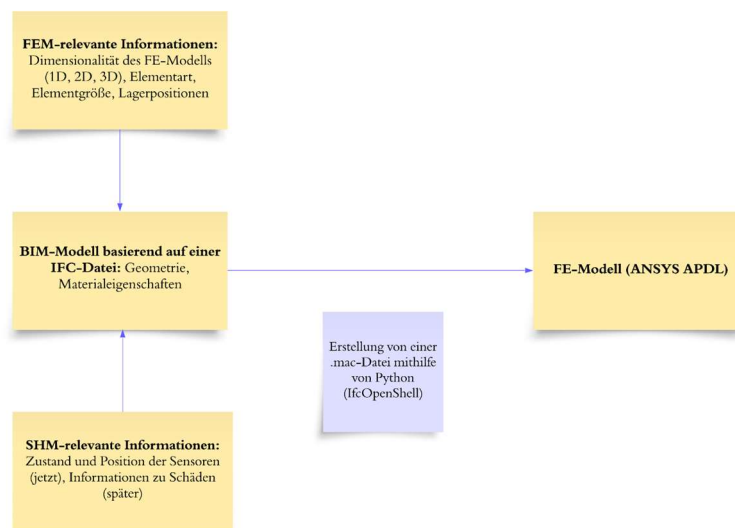 FEM-relevante Informationen:
Dimensionalität des FE-Modells
(1D, 2D, 3D), Elementart,
Elementgröße, Lagerpositionen
BIM-Modell basierend auf einer
IFC-Datei: Geometrie,
Materialeigenschaften
FE-Modell (ANSYS APDL)
Erstellung von einer
.mac-Datei mithilfe
von Python
(IfcOpenShell)
SHM-relevante Informationen:
Zustand und Position der Sensoren
(jetzt), Informationen zu Schäden
(später)